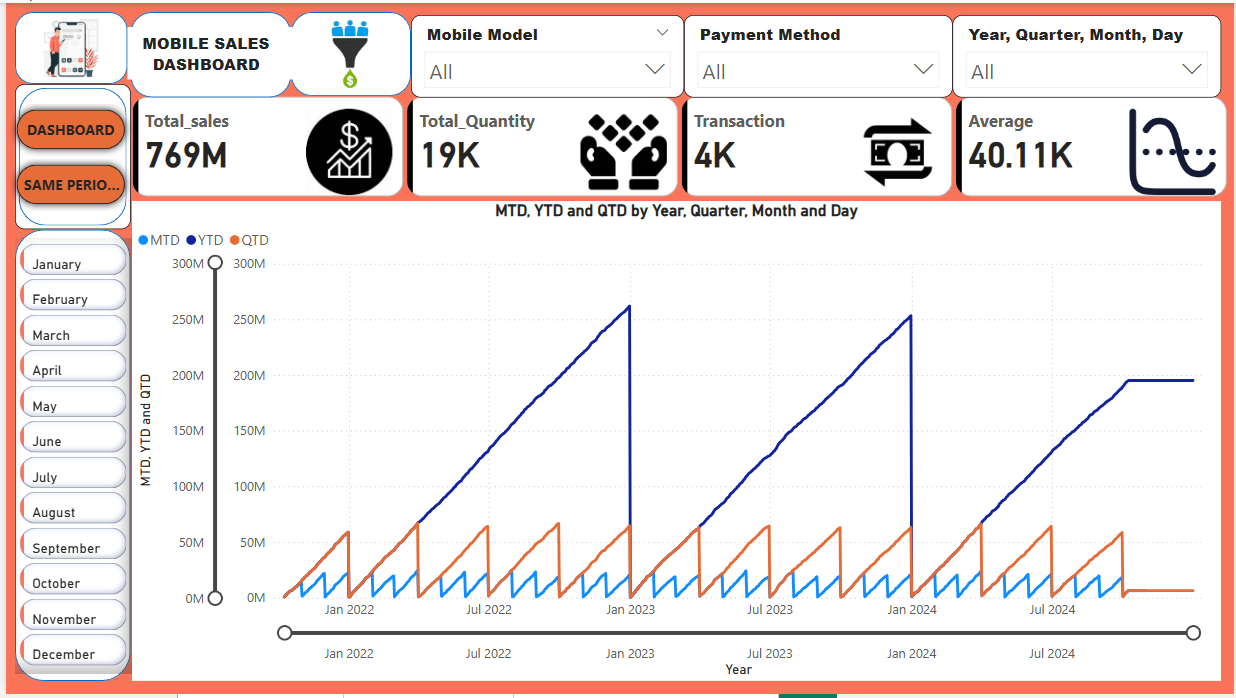 MOBILE SALES
DASHBOARD
Mobile Model
All
Payment Method
All
Year, Quarter, Month, Day
All
DASHBOARD
SAME PERIO...
Total_sales
769M
Total_Quantity
19K
Transaction
4K
Average
40.11K
January
February
March
April
May
June
July
August
September
October
November
December
MTD, YTD and QTD by Year, Quarter, Month and Day
MTD YTD QTD
MTD, YTD and QTD
300M 300M
250M 250M
200M 200M
150M 150M
100M 100M
50M 50M
0M 0M
Jan 2022 Jul 2022 Jan 2023 Jul 2023 Jan 2024 Jul 2024
Jan 2022 Jul 2022 Jan 2023 Jul 2023 Jan 2024 Jul 2024
Year